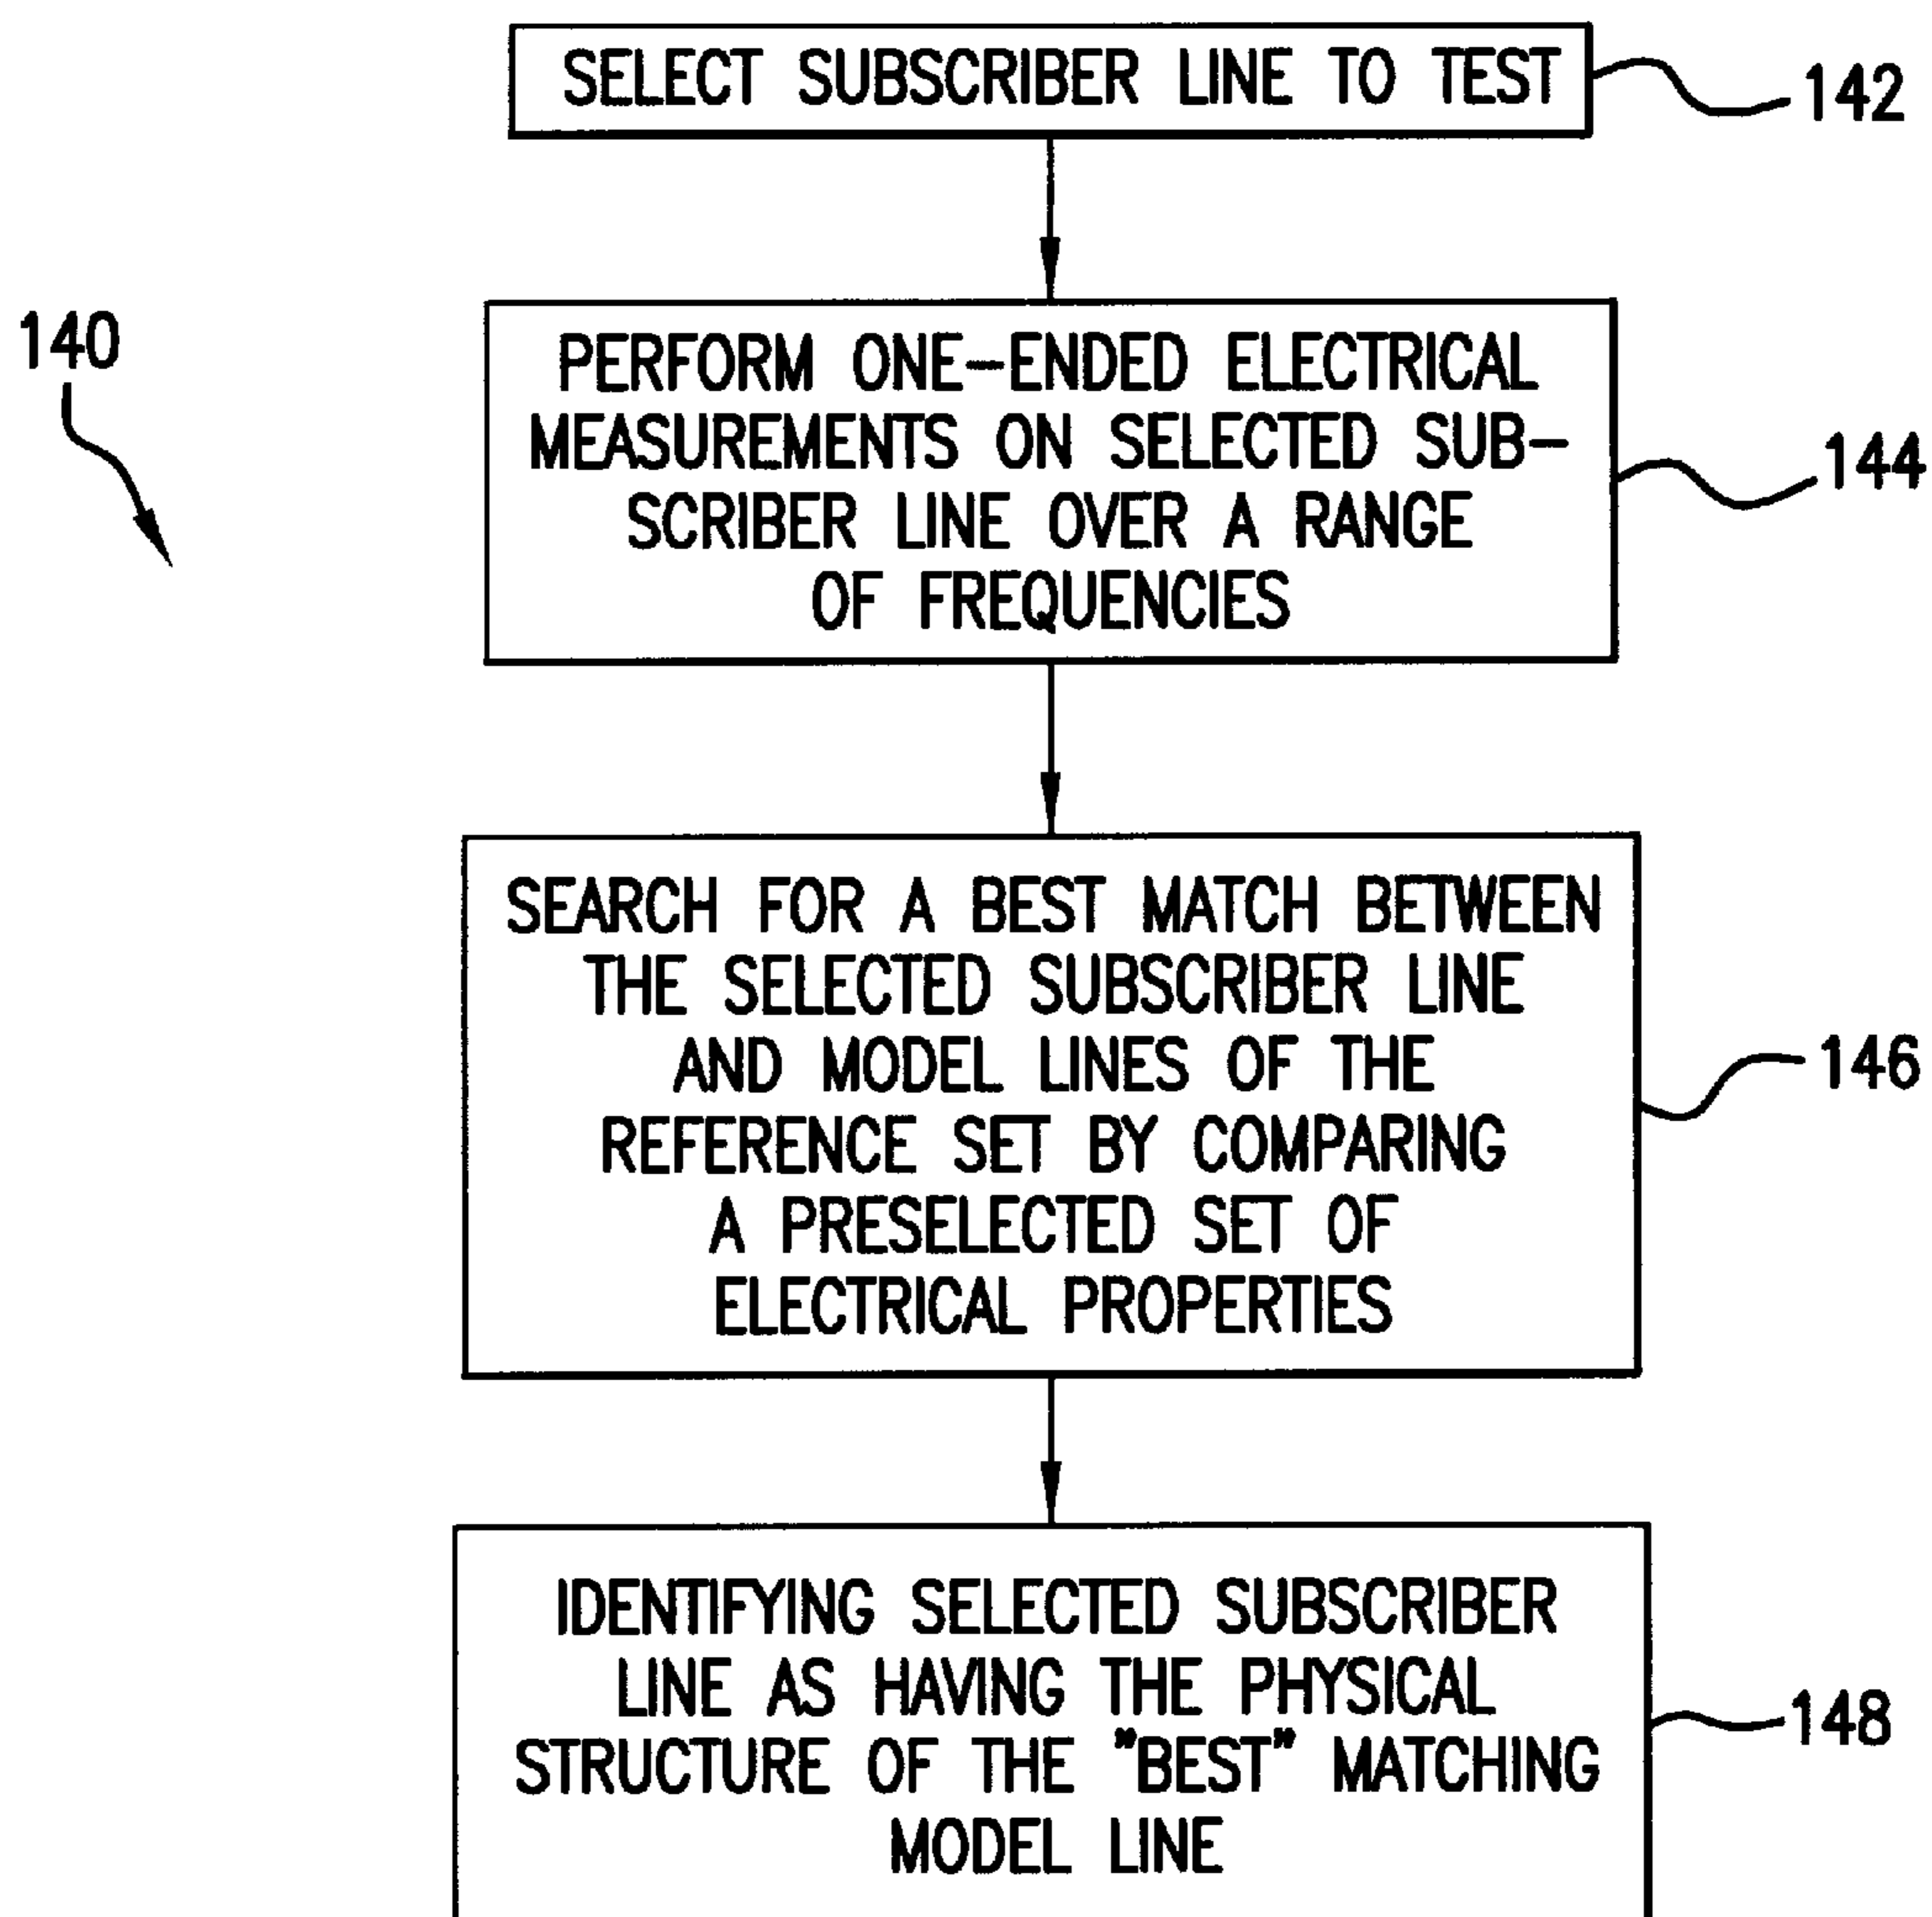 SELECT SUBSCRIBER LINE TO TEST
142
140
PERFORM ONE-ENDED ELECTRICAL
MEASUREMENTS ON SELECTED SUB-
SCRIBER LINE OVER A RANGE
OF FREQUENCIES
144
SEARCH FOR A BEST MATCH BETWEEN
THE SELECTED SUBSCRIBER LINE
AND MODEL LINES OF THE
REFERENCE SET BY COMPARING
A PRESELECTED SET OF
ELECTRICAL PROPERTIES
146
IDENTIFYING SELECTED SUBSCRIBER
LINE AS HAVING THE PHYSICAL
STRUCTURE OF THE "BEST" MATCHING
MODEL LINE
148